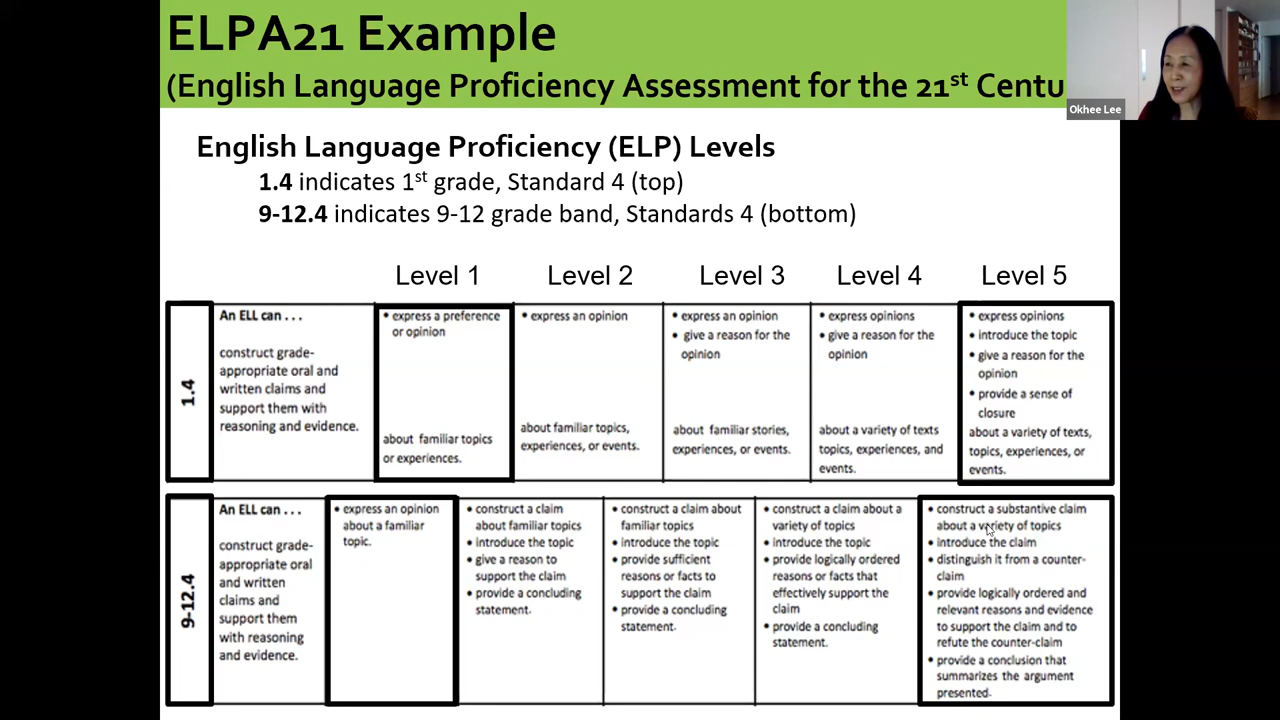 ELPA21 Example
(English Language Proficiency Assessment for the 21st Centu
Okhee Lee
English Language Proficiency (ELP) Levels
1.4 indicates 1st grade, Standard 4 (top)
9-12.4 indicates 9-12 grade band, Standards 4 (bottom)
Level 1
Level 2
Level 3
Level 4
Level 5
1.4
An ELL can . . .
construct grade-
appropriate oral and
written claims and
support them with
reasoning and evidence.
• express a preference
or opinion
about familiar topics
or experiences.
• express an opinion
about familiar topics,
experiences, or events.
• express an opinion
• give a reason for the
opinion
about familiar stories,
experiences, or events.
• express opinions
• give a reason for the
opinion
about a variety of texts
topics, experiences, and
events.
• express opinions
• introduce the topic
• give a reason for the
opinion
• provide a sense of
closure
about a variety of texts,
topics, experiences, or
events.
9-12.4
An ELL can . . .
construct grade-
appropriate oral
and written
claims and
support them
with reasoning
and evidence.
• express an opinion
about a familiar
topic.
• construct a claim
about familiar topics
• introduce the topic
• give a reason to
support the claim
• provide a concluding
statement.
• construct a claim about
familiar topics
• introduce the topic
• provide sufficient
reasons or facts to
support the claim
• provide a concluding
statement.
• construct a claim about a
variety of topics
• introduce the topic
• provide logically ordered
reasons or facts that
effectively support the
claim
• provide a concluding
statement.
• construct a substantive claim
about a variety of topics
• introduce the claim
• distinguish it from a counter-
claim
• provide logically ordered and
relevant reasons and evidence
to support the claim and to
refute the counter-claim
• provide a conclusion that
summarizes the argument
presented.